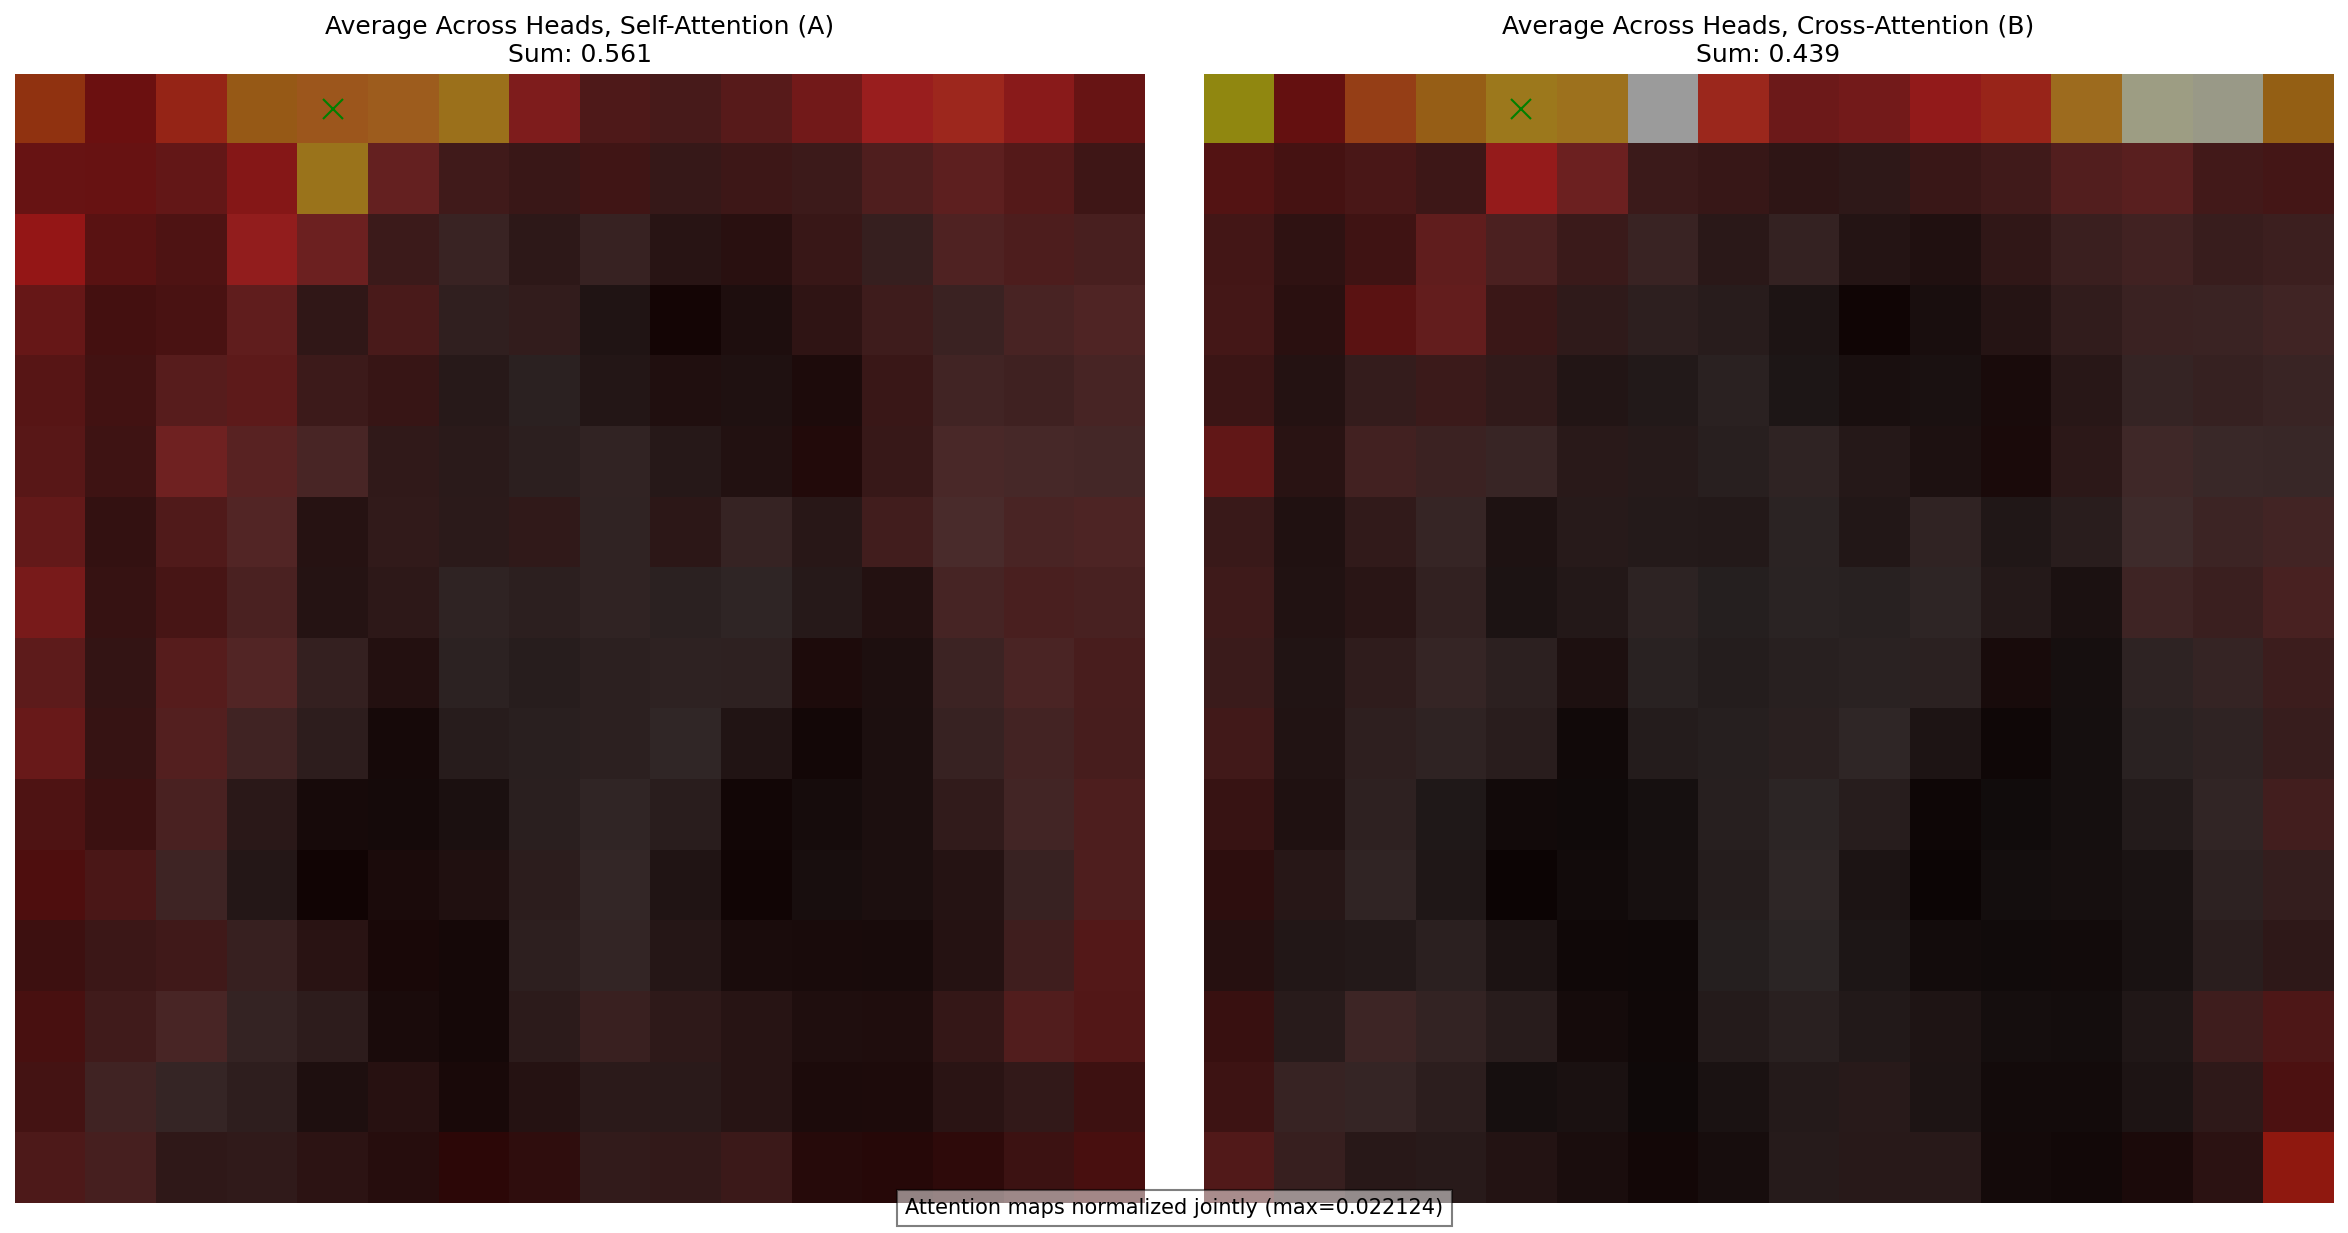 Average Across Heads, Self-Attention (A)
Sum: 0.561
Average Across Heads, Cross-Attention (B)
Sum: 0.439
Attention maps normalized jointly (max=0.022124)